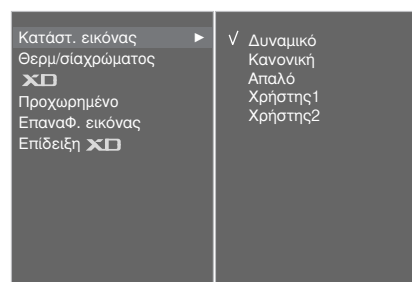 Κατάστ. εικόνας ►
Θερμ/σίαχρώματος
XD
Προχωρημένο
ΕπαναΦ. εικόνας
Επίδειξη XD
√ Δυναμικό
Κανονική
Απαλό
Χρήστης1
Χρήστης2